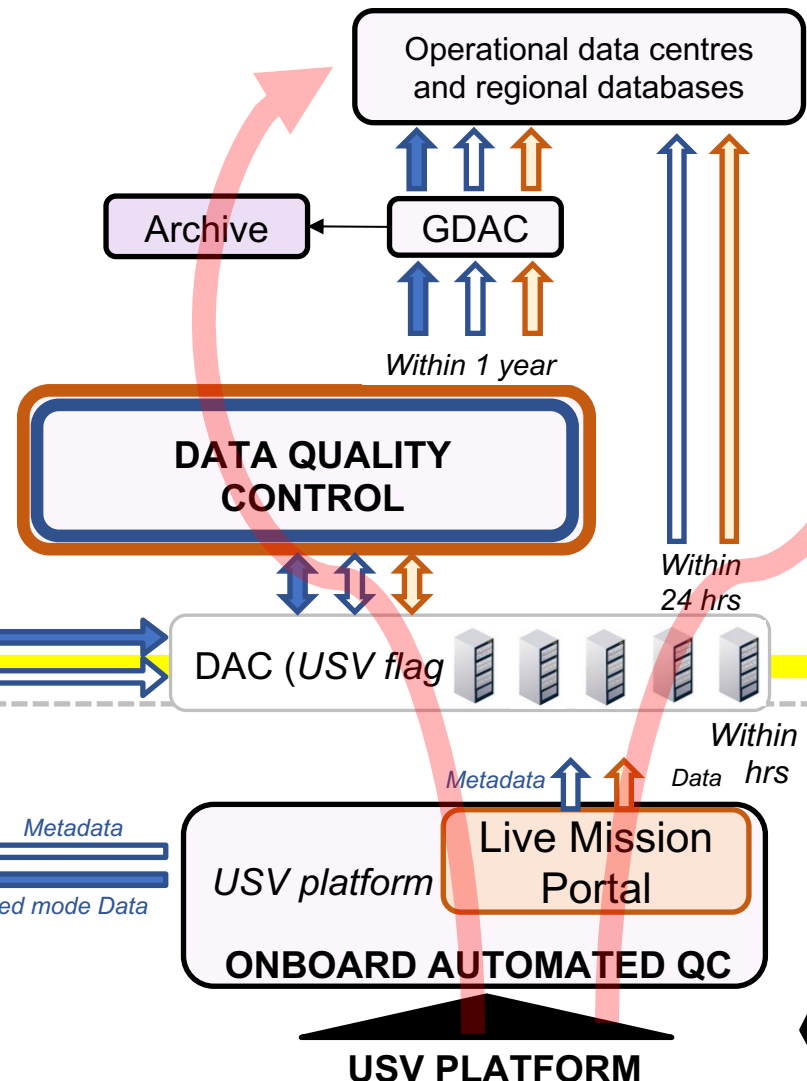 Operational data centres
and regional databases
Archive
GDAC
Within 1 year
DATA QUALITY
CONTROL
Within
24 hrs
DAC (USV flag
Within
hrs
Metadata
Data
Metadata
Live Mission
Portal
USV platform
ed mode Data
ONBOARD AUTOMATED QC
USV PLATFORM